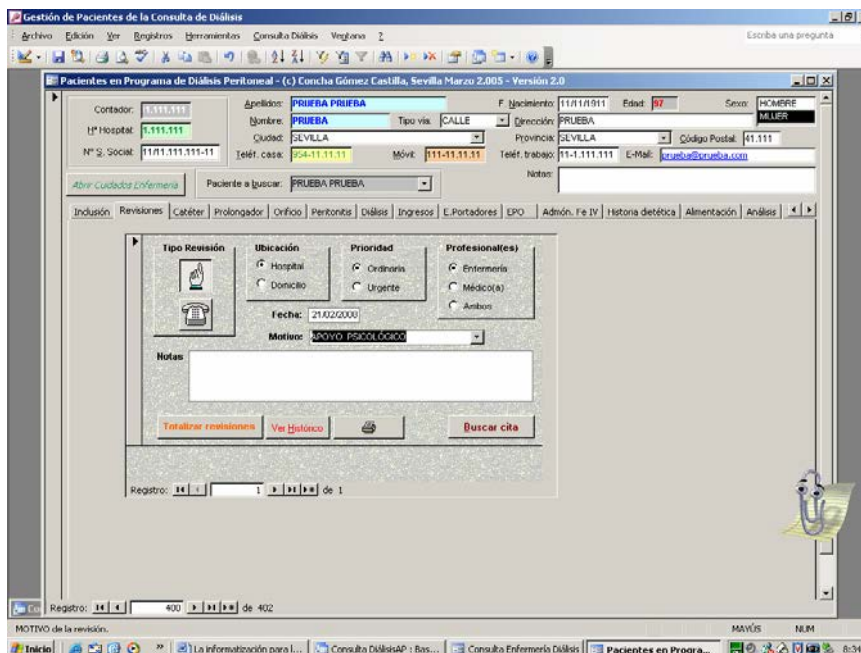 Gestión de Pacientes de la Consulta de Diálisis
Archivo Edición Ver Registros Herramientas Consulta Diálisis Ventana ?
Escriba una pregunta
Pacientes en Programa de Diálisis Peritoneal - (c) Concha Gómez Castilla, Sevilla Marzo 2.005 - Versión 2.0
Contador: 1.111.111 Apellidos: PRUEBA PRUEBA F. Nacimiento: 11/11/1911 Edad: 97 Sexo: HOMBRE
MUJER
Hª Hospital: 1.111.111 Nombre: PRUEBA Tipo vía: CALLE Dirección: PRUEBA
Ciudad: SEVILLA Provincia: SEVILLA Código Postal: 41.111
Nº S. Social: 11/11.111.111-11 Teléf. casa: 954-11.11.11 Móvil: 111-11.11.11 Teléf. trabajo: 11-1.111.111 E-Mail: prueba@prueba.com
Notas:
Abrir Cuidados Enfermería Paciente a buscar: PRUEBA PRUEBA
Inclusión Revisiones Catéter Prolongador Orificio Peritonitis Diálisis Ingresos E.Portadores EPO Admón. Fe IV Historia dietética Alimentación Análisis
Tipo Revisión Ubicación Prioridad Profesional(es)
Hospital Ordinaria Enfermería
Domicilio Urgente Médico(a)
Ambos
Fecha: 21/02/2008
Motivo: APOYO PSICOLÓGICO
Notas
Totalizar revisiones Ver Histórico Buscar cita
Registro: 1 de 1
Registro: 400 de 402
MOTIVO de la revisión. MAYÚS NUM
Inicio La informatización para l... Consulta DiálisisAP : Bas... Consulta Enfermería Diálisis Pacientes en Progra... 8:34